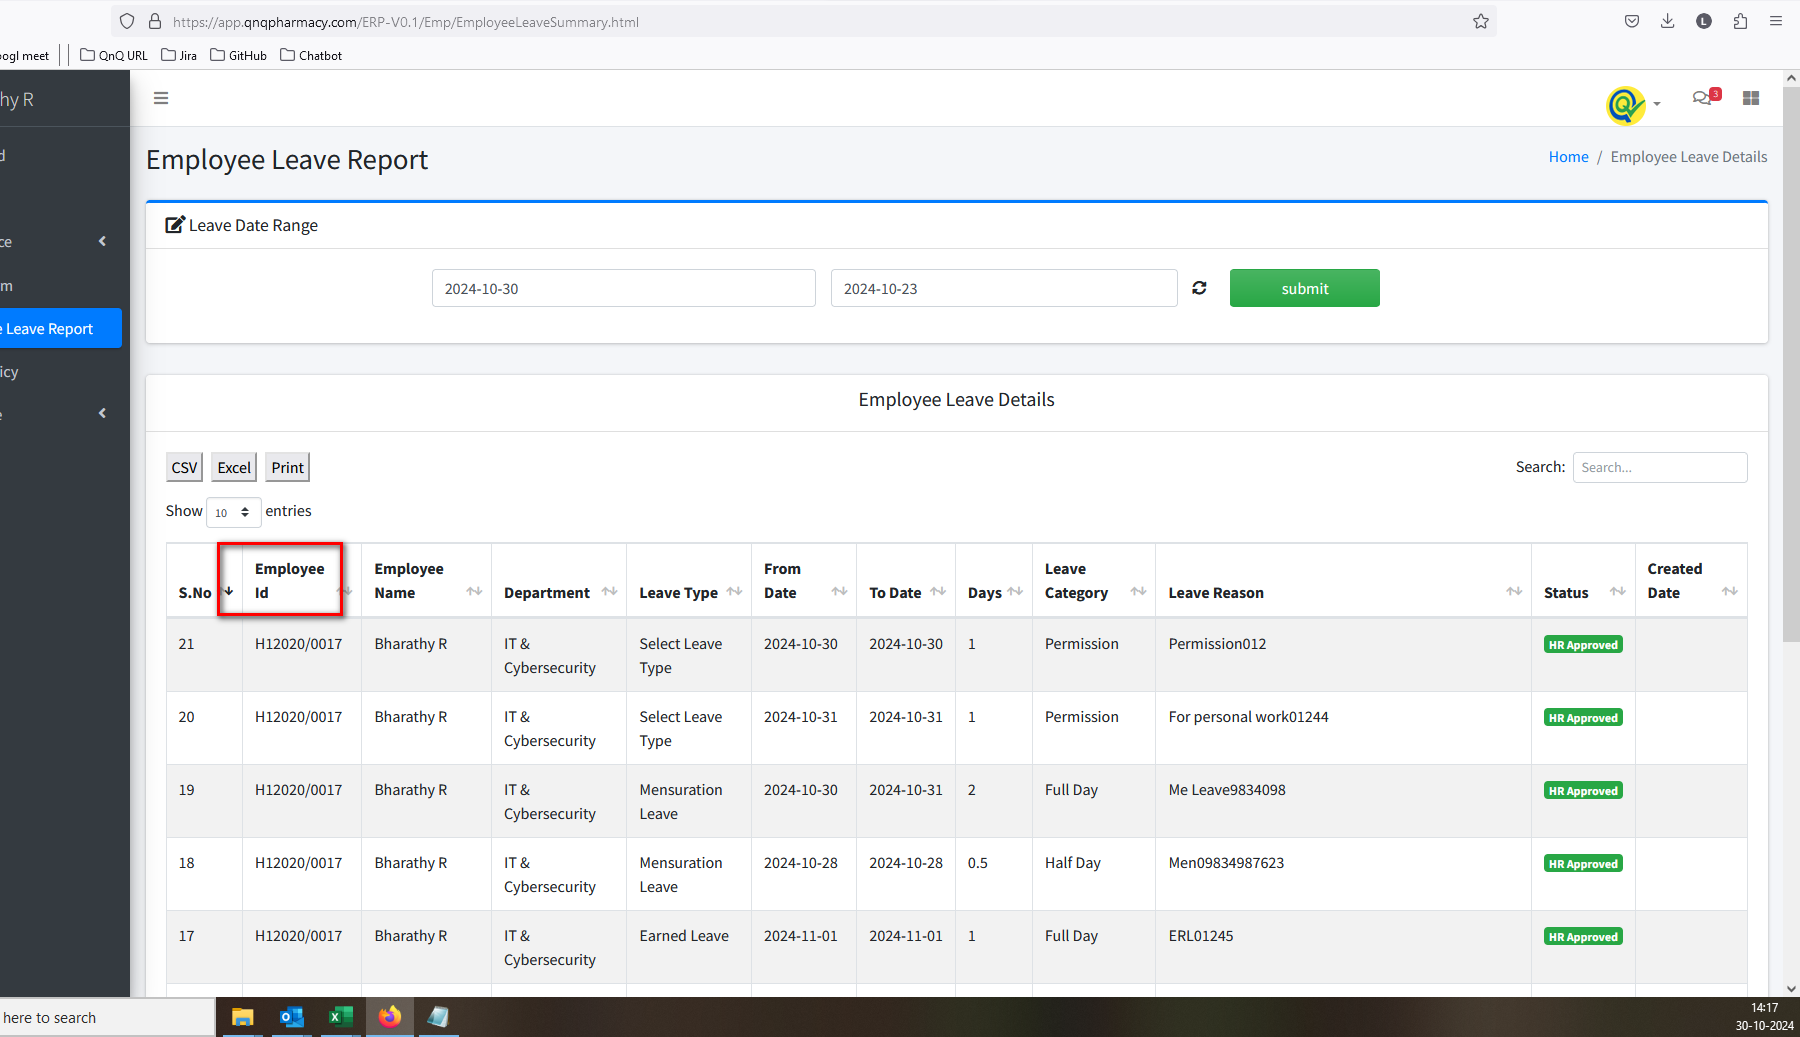 https://app.qnqpharmacy.com/ERP-V0.1/Emp/EmployeeLeaveSummary.html
L
oogl meet
QnQ URL
Jira
GitHub
Chatbot
hy R
3
d
Employee Leave Report
Home / Employee Leave Details
Leave Date Range
ce
m
2024-10-30
2024-10-23
submit
e Leave Report
icy
e
Employee Leave Details
CSV
Excel
Print
Search:
Search...
Show 10 entries
S.No Employee Id Employee Name Department Leave Type From Date To Date Days Leave Category Leave Reason Status Created Date
21 H12020/0017 Bharathy R IT & Cybersecurity Select Leave Type 2024-10-30 2024-10-30 1 Permission Permission012 HR Approved
20 H12020/0017 Bharathy R IT & Cybersecurity Select Leave Type 2024-10-31 2024-10-31 1 Permission For personal work01244 HR Approved
19 H12020/0017 Bharathy R IT & Cybersecurity Mensuration Leave 2024-10-30 2024-10-31 2 Full Day Me Leave9834098 HR Approved
18 H12020/0017 Bharathy R IT & Cybersecurity Mensuration Leave 2024-10-28 2024-10-28 0.5 Half Day Men09834987623 HR Approved
17 H12020/0017 Bharathy R IT & Cybersecurity Earned Leave 2024-11-01 2024-11-01 1 Full Day ERL01245 HR Approved
here to search
14:17
30-10-2024